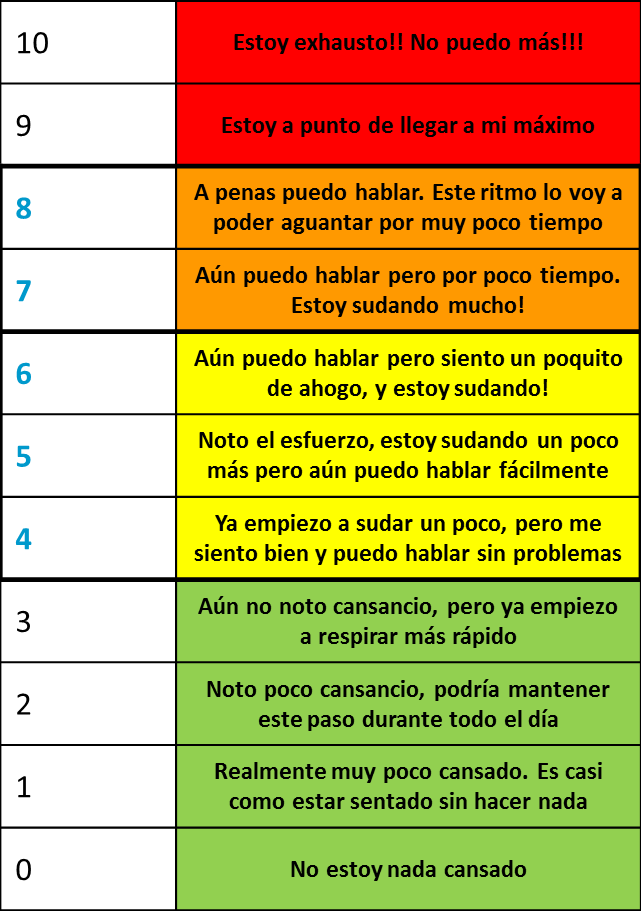 10
Estoy exhausto!! No puedo más!!!
9
Estoy a punto de llegar a mi máximo
8
A penas puedo hablar. Este ritmo lo voy a
poder aguantar por muy poco tiempo
7
Aún puedo hablar pero por poco tiempo.
Estoy sudando mucho!
6
Aún puedo hablar pero siento un poquito
de ahogo, y estoy sudando!
5
Noto el esfuerzo, estoy sudando un poco
más pero aún puedo hablar fácilmente
4
Ya empiezo a sudar un poco, pero me
siento bien y puedo hablar sin problemas
3
Aún no noto cansancio, pero ya empiezo
a respirar más rápido
2
Noto poco cansancio, podría mantener
este paso durante todo el día
1
Realmente muy poco cansado. Es casi
como estar sentado sin hacer nada
0
No estoy nada cansado